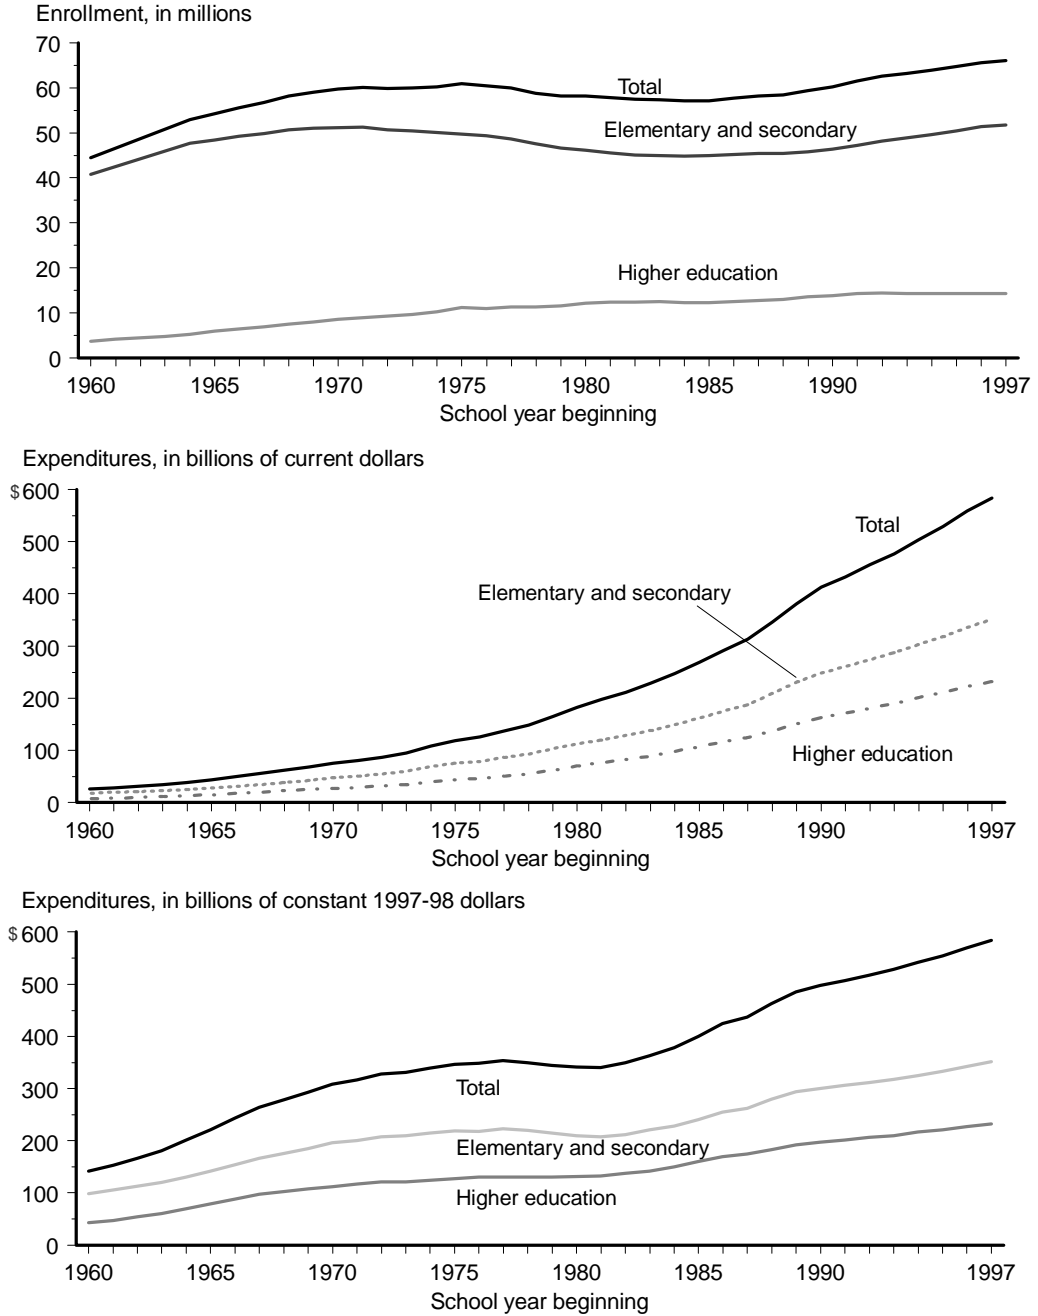 Enrollment, in millions
70
60
50
40
30
20
10
0
Total
Elementary and secondary
Higher education
1960 1965 1970 1975 1980 1985 1990 1997
School year beginning
Expenditures, in billions of current dollars
$600
500
400
300
200
100
0
Total
Elementary and secondary
Higher education
1960 1965 1970 1975 1980 1985 1990 1997
School year beginning
Expenditures, in billions of constant 1997-98 dollars
$600
500
400
300
200
100
0
Total
Elementary and secondary
Higher education
1960 1965 1970 1975 1980 1985 1990 1997
School year beginning